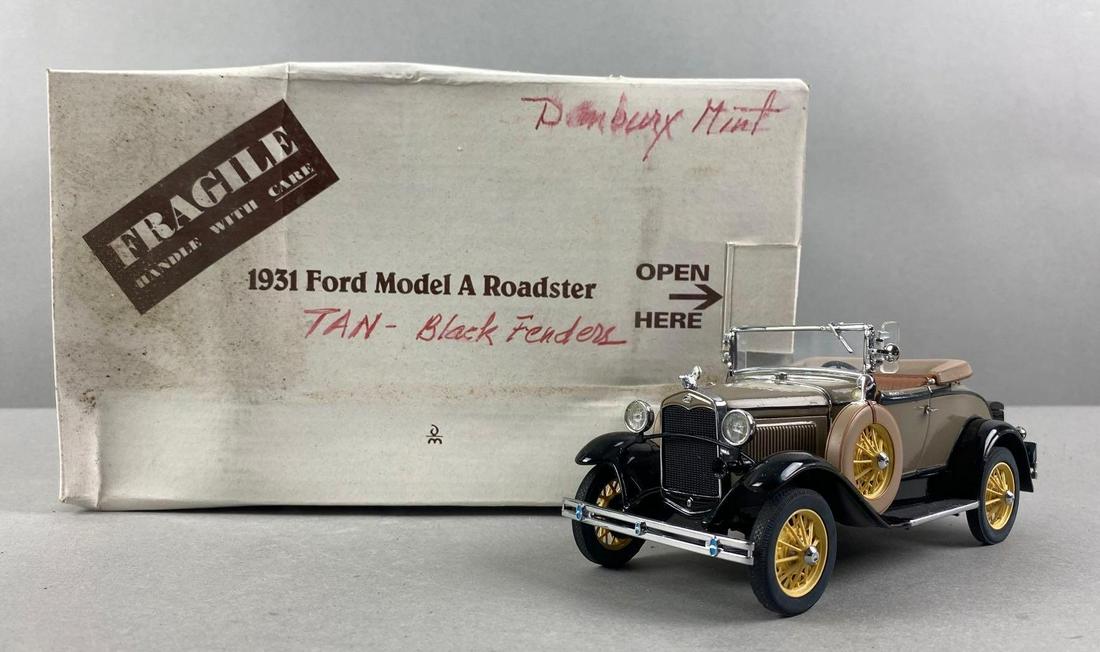 Danbury Mint
FRAGILE
HANDLE WITH CARE
1931 Ford Model A Roadster
OPEN
HERE
TAN - Black Fenders